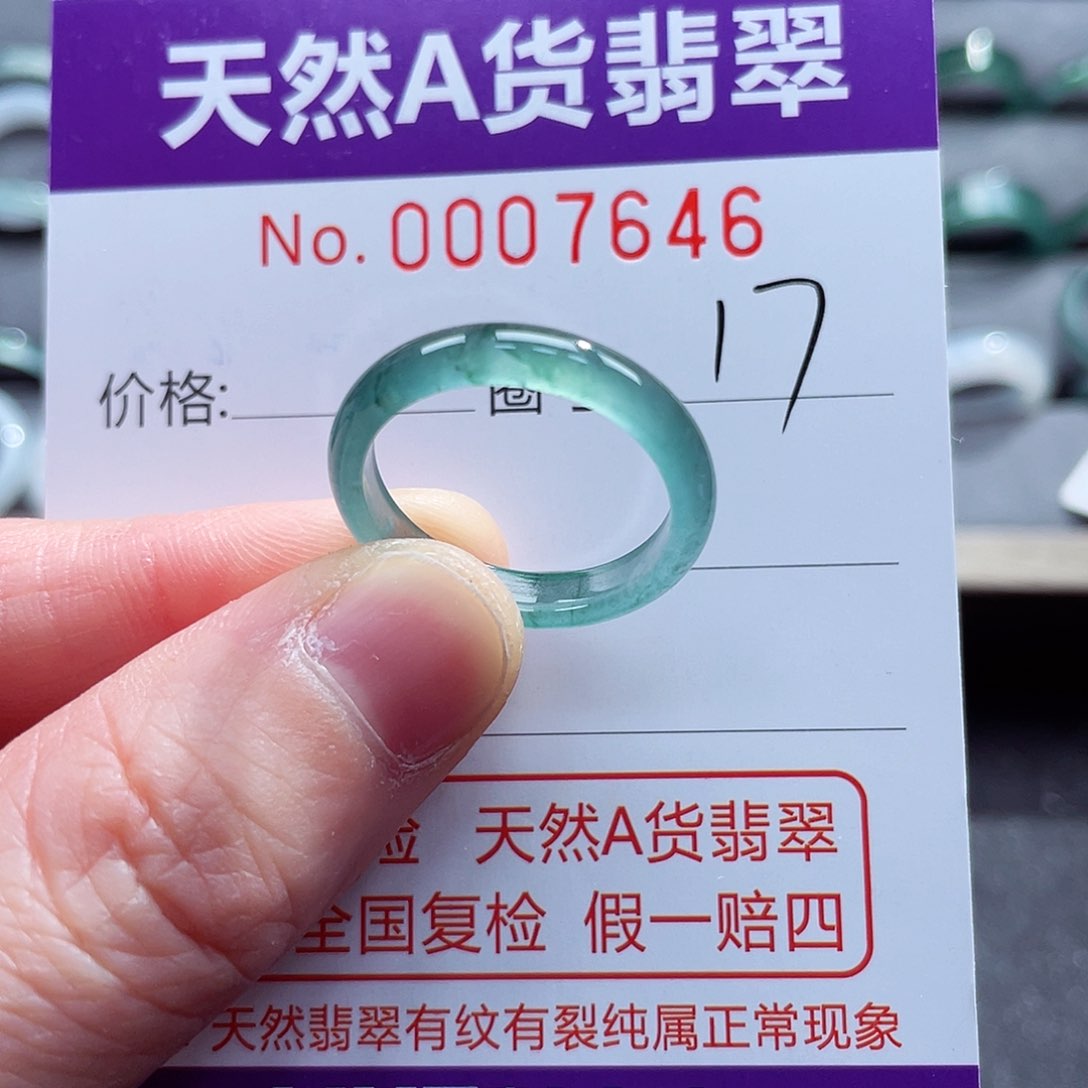 天然A货翡翠
No. 0007646
价格: 圈
17
检 天然A货翡翠
全国复检 假一赔四
天然翡翠有纹有裂纯属正常现象